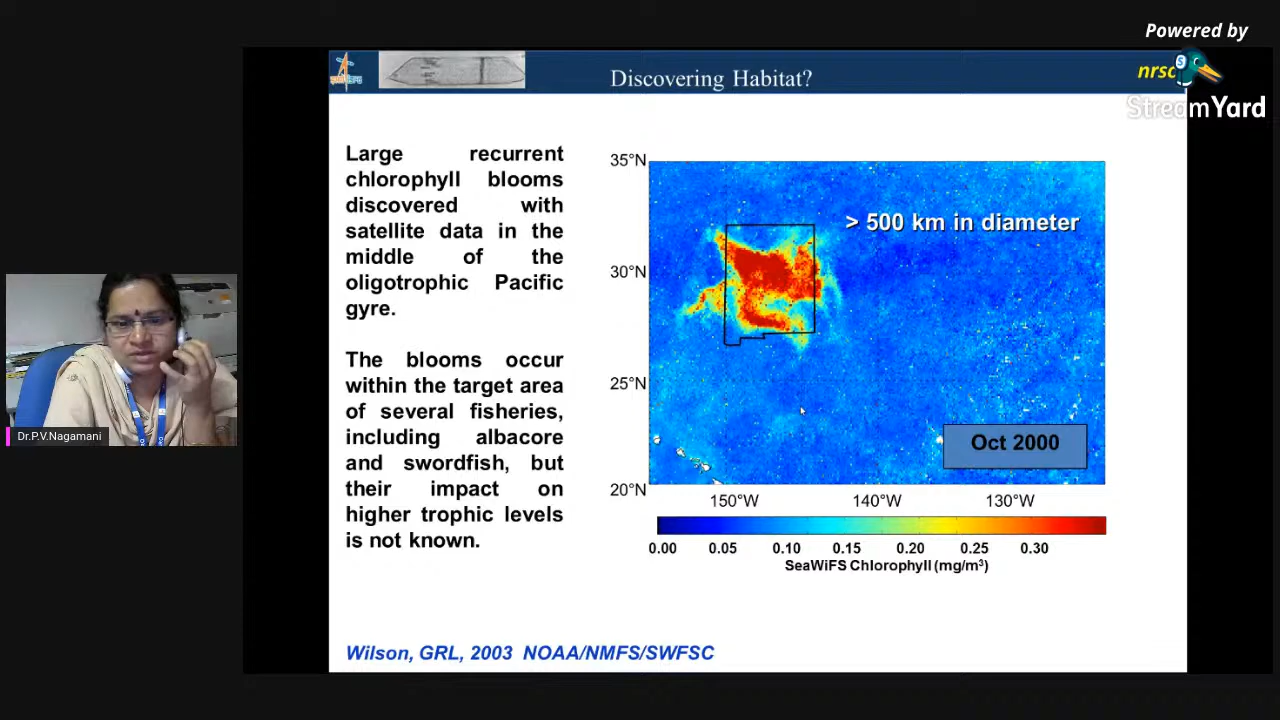 Powered by
StreamYard
nrsc
Discovering Habitat?
Large recurrent
chlorophyll blooms
discovered with
satellite data in the
middle of the
oligotrophic Pacific
gyre.
The blooms occur
within the target area
of several fisheries,
including albacore
and swordfish, but
their impact on
higher trophic levels
is not known.
35°N
30°N
25°N
20°N
> 500 km in diameter
Oct 2000
150°W 140°W 130°W
0.00 0.05 0.10 0.15 0.20 0.25 0.30
SeaWiFS Chlorophyll (mg/m³)
Wilson, GRL, 2003 NOAA/NMFS/SWFSC
Dr.P.V.Nagamani